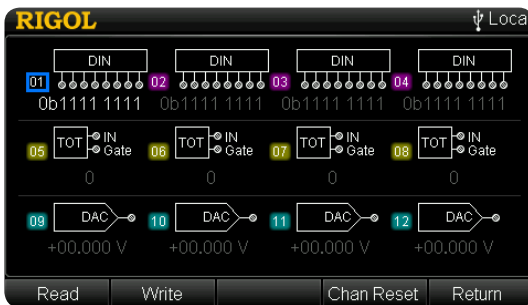 RIGOL Loca
DIN DIN DIN DIN
01 02 03 04
0b1111 1111 0b1111 1111 0b1111 1111 0b1111 1111
IN IN IN IN
05 TOT 06 TOT 07 TOT 08 TOT
Gate Gate Gate Gate
0 0 0 0
09 DAC 10 DAC 11 DAC 12 DAC
+00.000 V +00.000 V +00.000 V +00.000 V
Read Write Chan Reset Return